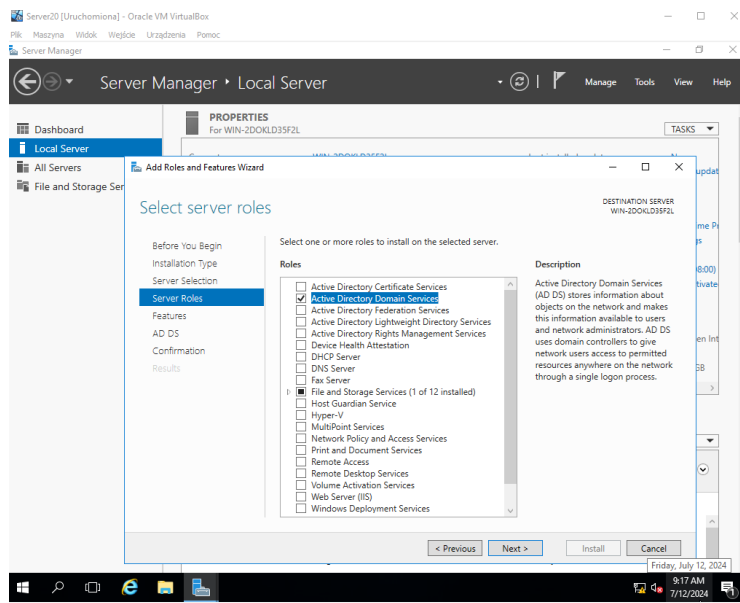 Server20 [Uruchomiona] - Oracle VM VirtualBox
Plik Maszyna Widok Wejście Urządzenia Pomoc
Server Manager
Server Manager • Local Server
Manage Tools View Help
Dashboard
Local Server
All Servers
File and Storage Ser
PROPERTIES
For WIN-2DOKLD35F2L
TASKS
updat
me Pr
8:00)
tivate
en Int
GB
Add Roles and Features Wizard
Select server roles
DESTINATION SERVER
WIN-2DOKLD35F2L
Before You Begin
Installation Type
Server Selection
Server Roles
Features
AD DS
Confirmation
Results
Select one or more roles to install on the selected server.
Roles
Active Directory Certificate Services
Active Directory Domain Services
Active Directory Federation Services
Active Directory Lightweight Directory Services
Active Directory Rights Management Services
Device Health Attestation
DHCP Server
DNS Server
Fax Server
File and Storage Services (1 of 12 installed)
Host Guardian Service
Hyper-V
MultiPoint Services
Network Policy and Access Services
Print and Document Services
Remote Access
Remote Desktop Services
Volume Activation Services
Web Server (IIS)
Windows Deployment Services
Description
Active Directory Domain Services
(AD DS) stores information about
objects on the network and makes
this information available to users
and network administrators. AD DS
uses domain controllers to give
network users access to permitted
resources anywhere on the network
through a single logon process.
< Previous
Next >
Install
Cancel
Friday, July 12, 2024
9:17 AM
7/12/2024